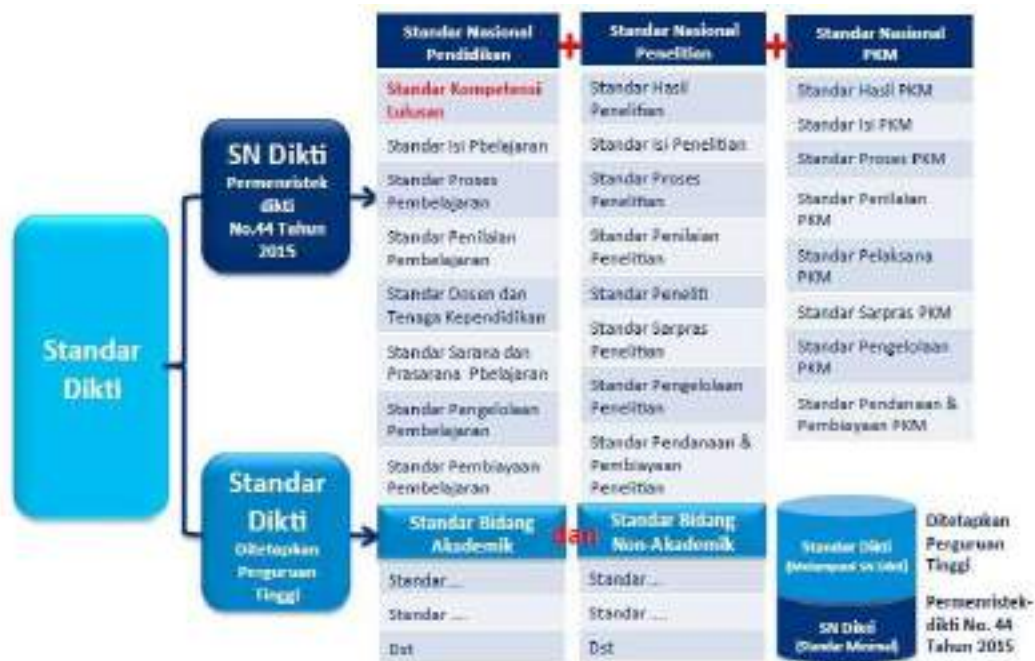 Standar
Dikti
SN Dikti
Permenristek
dikti
No.44 Tahun
2015
Standar
Dikti
Ditetapkan
Perguruan
Tinggi
Standar Nasional
Pendidikan
Standar Kompetensi
Lulusan
Standar Isi Pbelajaran
Standar Proses
Pembelajaran
Standar Penilaian
Pembelajaran
Standar Dosen dan
Tenaga Kependidikan
Standar Sarana dan
Prasarana Pbelajaran
Standar Pengelolaan
Pembelajaran
Standar Pembiayaan
Pembelajaran
+
Standar Nasional
Penelitian
Standar Hasil
Penelitian
Standar Isi Penelitian
Standar Proses
Penelitian
Standar Penilaian
Penelitian
Standar Peneliti
Standar Sarpras
Penelitian
Standar Pengelolaan
Penelitian
Standar Pendanaan &
Pembiayaan
Penelitian
+
Standar Nasional
PKM
Standar Hasil PKM
Standar Isi PKM
Standar Proses PKM
Standar Penilaian
PKM
Standar Pelaksana
PKM
Standar Sarpras PKM
Standar Pengelolaan
PKM
Standar Pendanaan &
Pembiayaan PKM
Standar Bidang
Akademik
Standar ....
Standar ....
Dst
dan
Standar Bidang
Non-Akademik
Standar ....
Standar ....
Dst
Standar Dikti
(Melampaui SN Dikti)
SN Dikti
(Standar Minimal)
Ditetapkan
Perguruan
Tinggi
Permenristek-
dikti No. 44
Tahun 2015